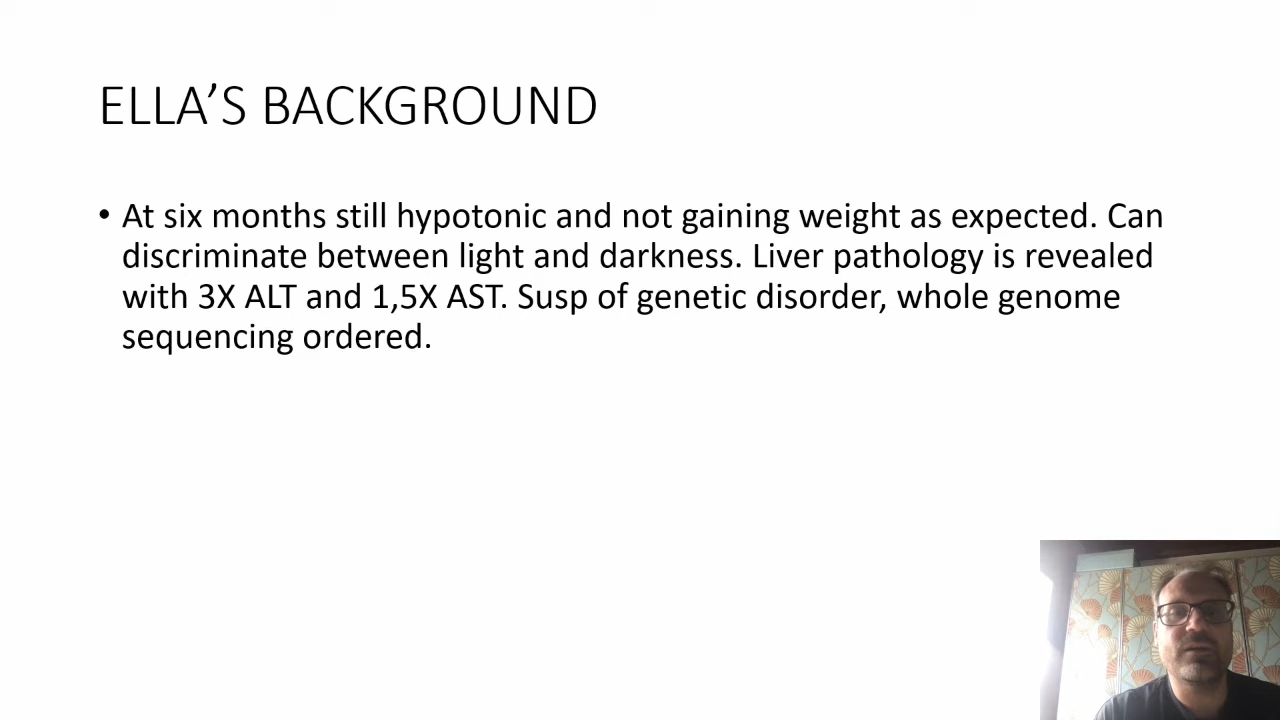 ELLA’S BACKGROUND
• At six months still hypotonic and not gaining weight as expected. Can
discriminate between light and darkness. Liver pathology is revealed
with 3X ALT and 1,5X AST. Susp of genetic disorder, whole genome
sequencing ordered.